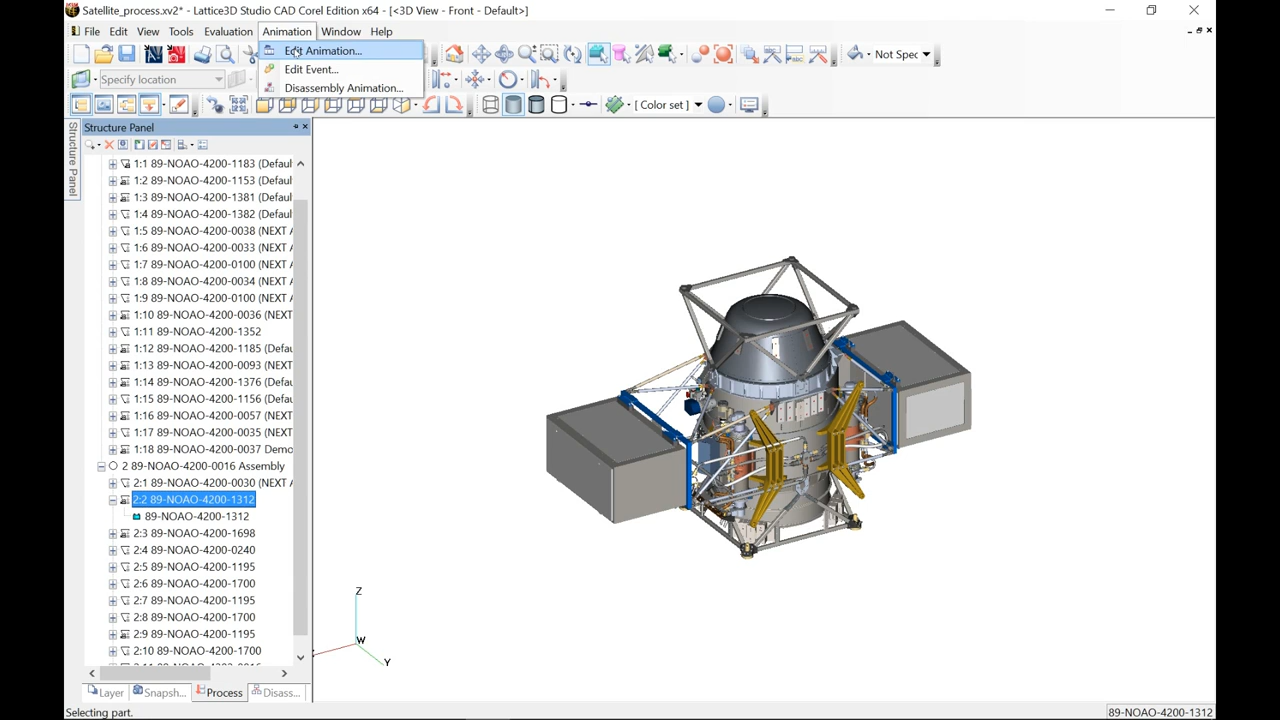 Satellite_process.xv2* - Lattice3D Studio CAD Corel Edition x64 - [<3D View - Front - Default>]
File Edit View Tools Evaluation Animation Window Help
Edit Animation...
Not Spec
Edit Event...
Specify location
Disassembly Animation...
[Color set]
Structure Panel
Structure Panel
1:1 89-NOAO-4200-1183 (Defaul
1:2 89-NOAO-4200-1153 (Defaul
1:3 89-NOAO-4200-1381 (Defaul
1:4 89-NOAO-4200-1382 (Defaul
1:5 89-NOAO-4200-0038 (NEXT A
1:6 89-NOAO-4200-0033 (NEXT
1:7 89-NOAO-4200-0100 (NEXT A
1:8 89-NOAO-4200-0034 (NEXT A
1:9 89-NOAO-4200-0100 (NEXT A
1:10 89-NOAO-4200-0036 (NEXT
1:11 89-NOAO-4200-1352
1:12 89-NOAO-4200-1185 (Defau
1:13 89-NOAO-4200-0093 (NEXT
1:14 89-NOAO-4200-1376 (Defau
1:15 89-NOAO-4200-1156 (Defau
1:16 89-NOAO-4200-0057 (NEXT
1:17 89-NOAO-4200-0035 (NEXT
1:18 89-NOAO-4200-0037 Demo
2 89-NOAO-4200-0016 Assembly
2:1 89-NOAO-4200-0030 (NEXT A
2:2 89-NOAO-4200-1312
89-NOAO-4200-1312
2:3 89-NOAO-4200-1698
2:4 89-NOAO-4200-0240
2:5 89-NOAO-4200-1195
2:6 89-NOAO-4200-1700
2:7 89-NOAO-4200-1195
2:8 89-NOAO-4200-1700
2:9 89-NOAO-4200-1195
2:10 89-NOAO-4200-1700
Z
W
Y
Layer Snapsh... Process Disass...
Selecting part.
89-NOAO-4200-1312